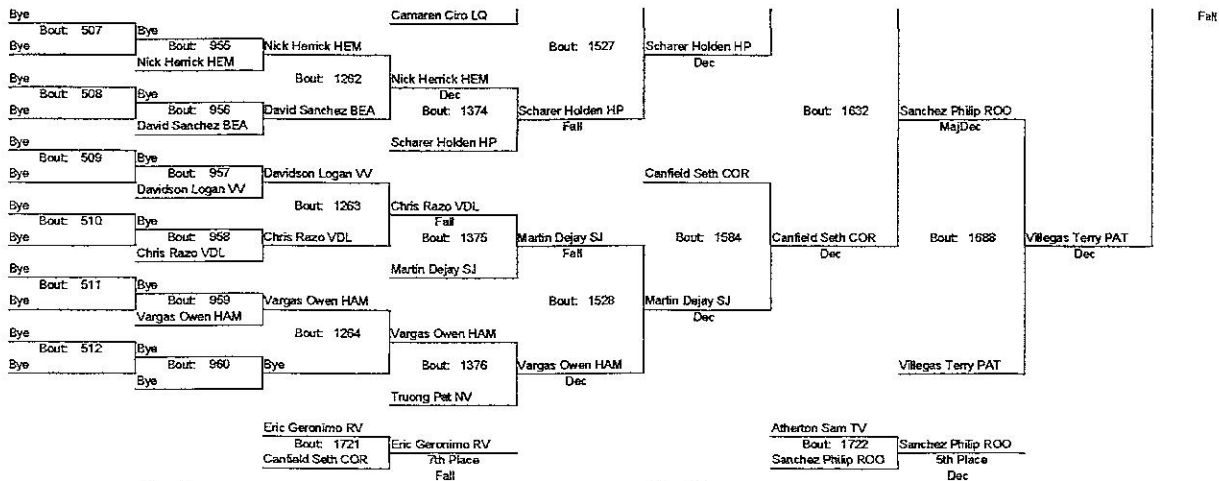 Bye
Bout: 507
Bye
Bye
Bout: 955
Nick Herrick HEM
Nick Herrick HEM
Bout: 1262
Bye
Bout: 508
Bye
Bye
Bout: 956
David Sanchez BEA
David Sanchez BEA
Nick Herrick HEM
Dec
Bout: 1374
Scharer Holden HP
Camaren Ciro LQ
Bout: 1527
Scharer Holden HP
Fall
Scharer Holden HP
Dec
Bye
Bout: 509
Bye
Bye
Bout: 957
Davidson Logan VV
Davidson Logan VV
Bout: 1263
Bye
Bout: 510
Bye
Bye
Bout: 958
Chris Razo VDL
Chris Razo VDL
Chris Razo VDL
Fall
Bout: 1375
Martin Dejay SJ
Martin Dejay SJ
Fall
Bout: 1528
Bye
Bout: 511
Bye
Bye
Bout: 959
Vargas Owen HAM
Vargas Owen HAM
Bout: 1264
Bye
Bout: 512
Bye
Bye
Bout: 960
Bye
Bye
Vargas Owen HAM
Bout: 1376
Truong Pat NV
Vargas Owen HAM
Dec
Martin Dejay SJ
Dec
Canfield Seth COR
Bout: 1584
Canfield Seth COR
Dec
Bout: 1632
Sanchez Philip ROO
MajDec
Bout: 1688
Villegas Terry PAT
Villegas Terry PAT
Dec
Fall
Eric Geronimo RV
Bout: 1721
Canfield Seth COR
Eric Geronimo RV
7th Place
Fall
Atherton Sam TV
Bout: 1722
Sanchez Philip ROO
Sanchez Philip ROO
5th Place
Dec